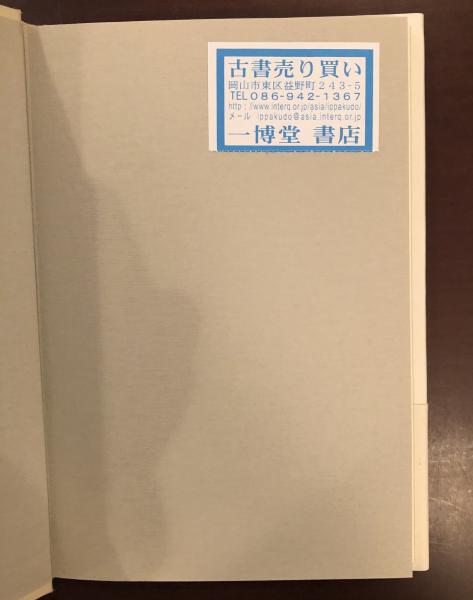 古書売り買い
岡山市東区益野町243-5
TEL086-942-1367
http://www.interq.or.jp/asia/ippakudo/
メール ippakudo@asia.interq.or.jp
一博堂 書店